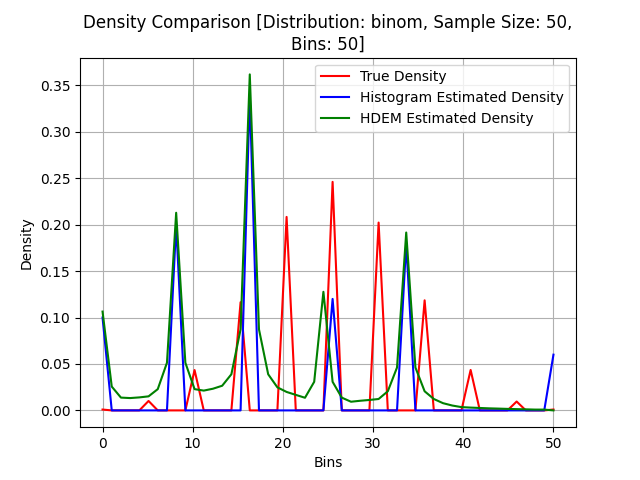 Density Comparison [Distribution: binom, Sample Size: 50,
Bins: 50]
True Density
Histogram Estimated Density
HDEM Estimated Density
Density
0.35
0.30
0.25
0.20
0.15
0.10
0.05
0.00
0 10 20 30 40 50
Bins